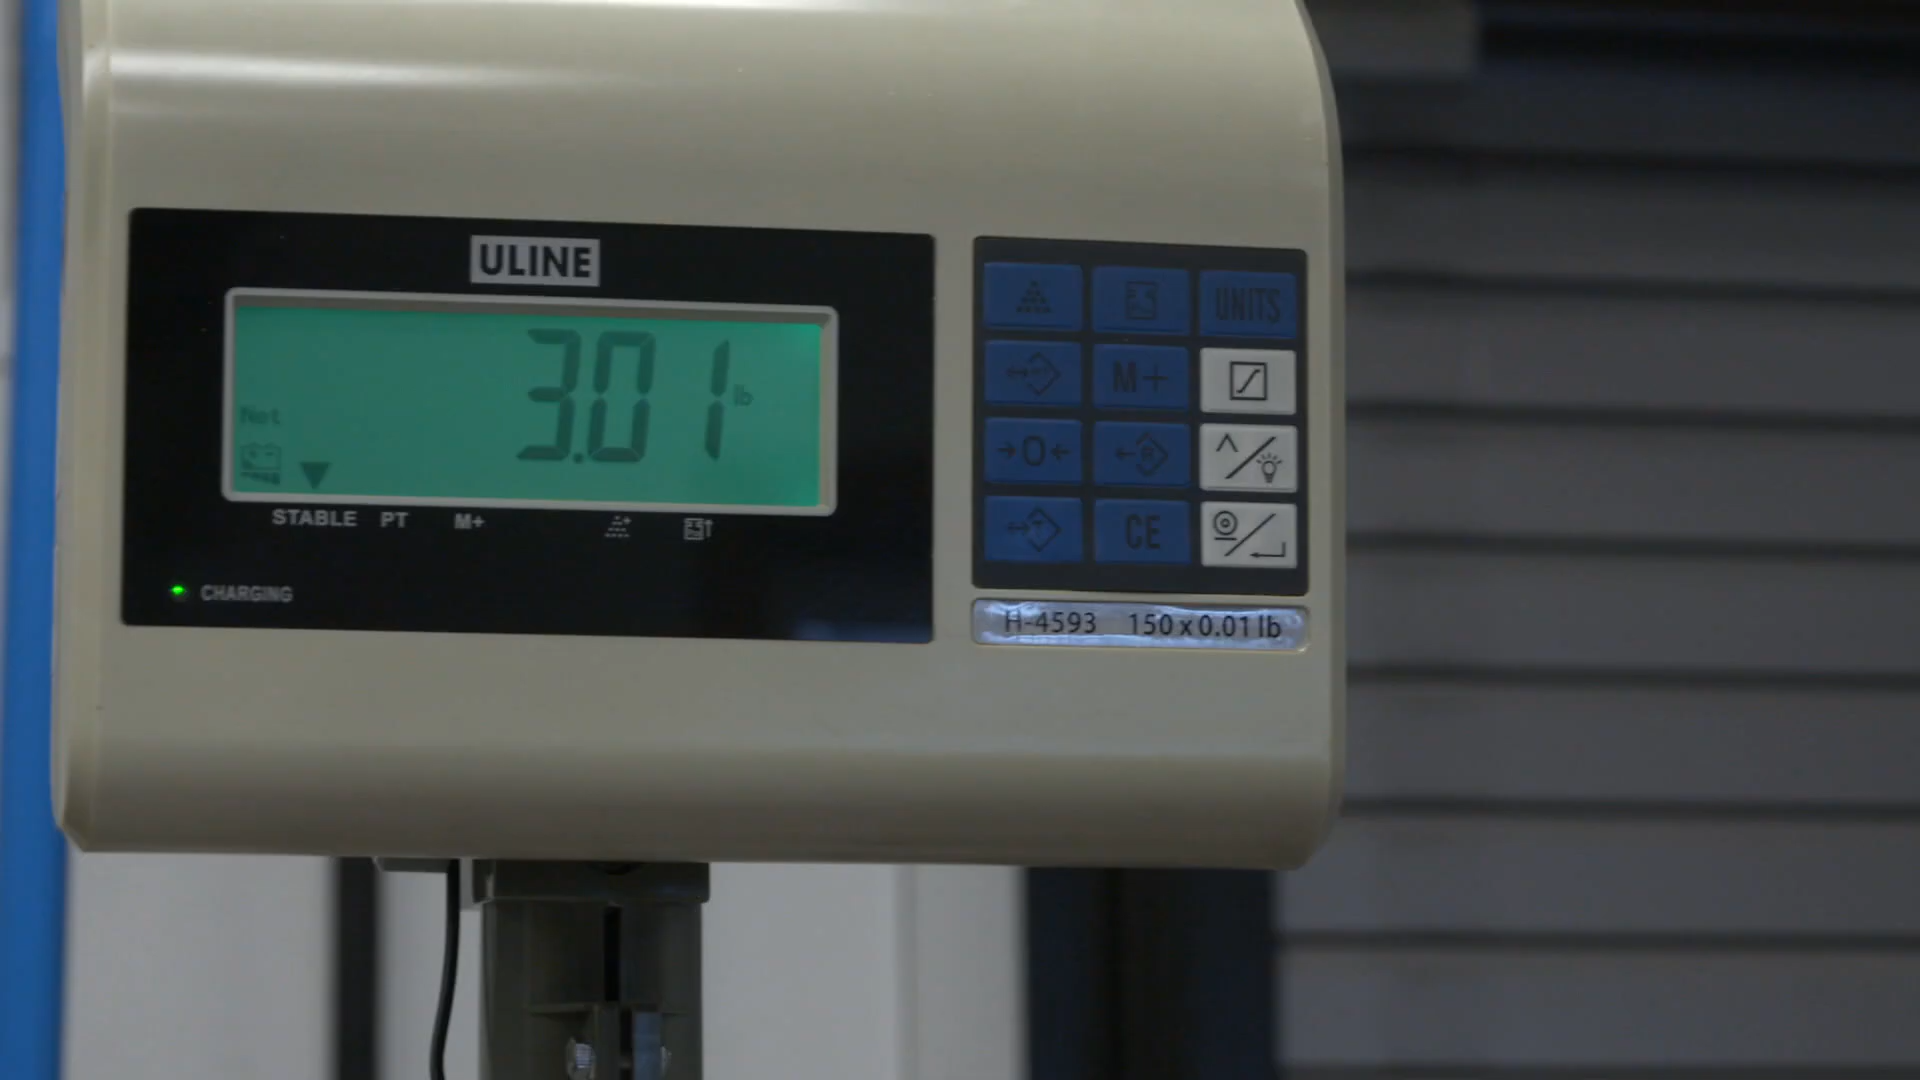 ULINE
3.01 lb
Net
STABLE PT M+
CHARGING
UNITS
M+
→0←
CE
H-4593 150 x 0.01 lb